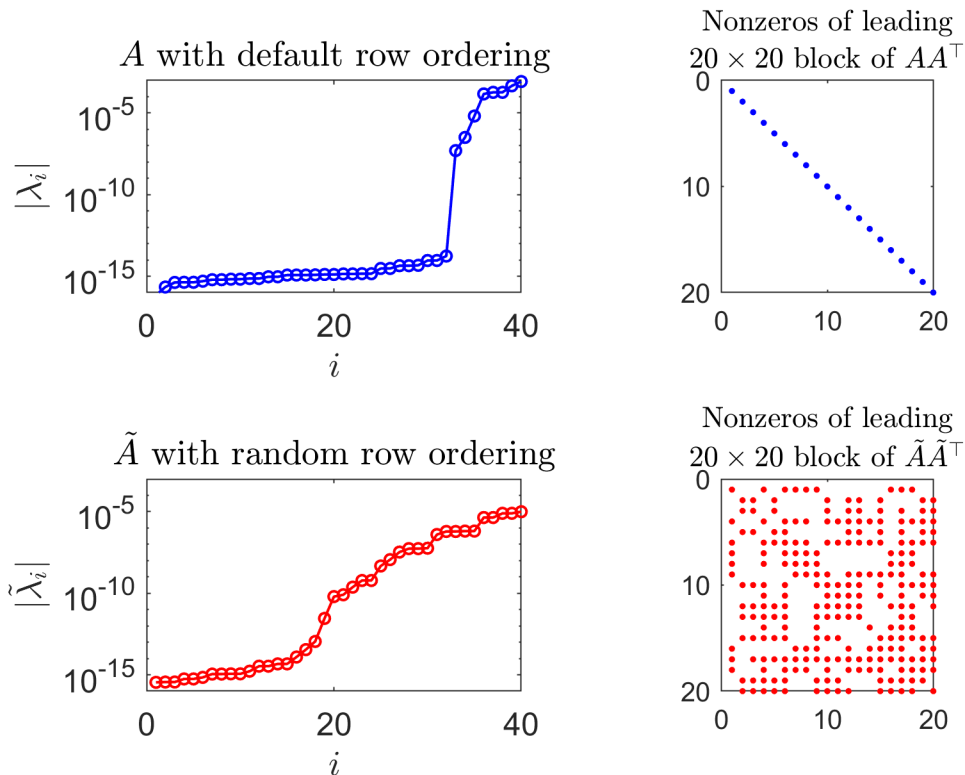 A with default row ordering
10^{-5}
10^{-10}
10^{-15}
|λ_i|
0 20 40
i
Nonzeros of leading
20 × 20 block of AA^⊤
0
10
20
0 10 20
Ã with random row ordering
10^{-5}
10^{-10}
10^{-15}
|λ̃_i|
0 20 40
i
Nonzeros of leading
20 × 20 block of ÃÃ^⊤
0
10
20
0 10 20